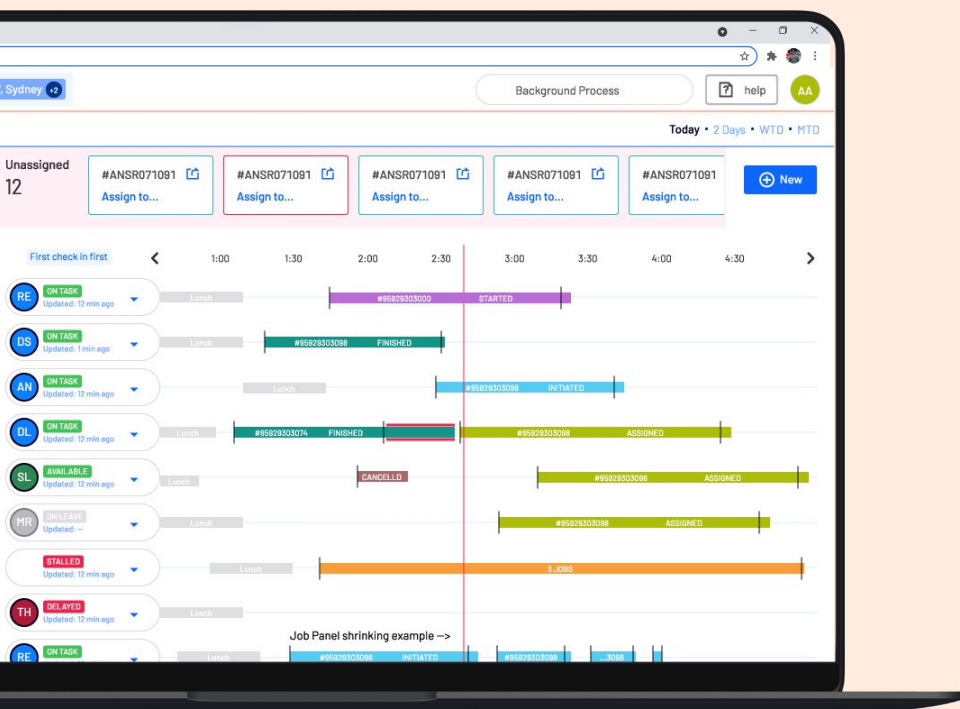 , Sydney +2
Background Process
? help
AA
Today • 2 Days • WTD • MTD
Unassigned
12
#ANSR071091
Assign to...
#ANSR071091
Assign to...
#ANSR071091
Assign to...
#ANSR071091
Assign to...
#ANSR071091
Assign to...
New
First check in first
1:00 1:30 2:00 2:30 3:00 3:30 4:00 4:30
RE ON TASK
Updated: 12 min ago
Lunch #95929303000 STARTED
DS ON TASK
Updated: 1 min ago
Lunch #95929303098 FINISHED
AN ON TASK
Updated: 12 min ago
Lunch #95929303098 INITIATED
DL ON TASK
Updated: 12 min ago
Lunch #95929303074 FINISHED #95929303098 ASSIGNED
SL AVAILABLE
Updated: 12 min ago
Lunch CANCELLD #95929303098 ASSIGNED
MR ON LEAVE
Updated: --
Lunch #95929303098 ASSIGNED
STALLED
Updated: 12 min ago
Lunch 3 JOBS
TH DELAYED
Updated: 12 min ago
Lunch
Job Panel shrinking example -->
RE ON TASK
Lunch #95929303098 INITIATED #95929303098 ...3098